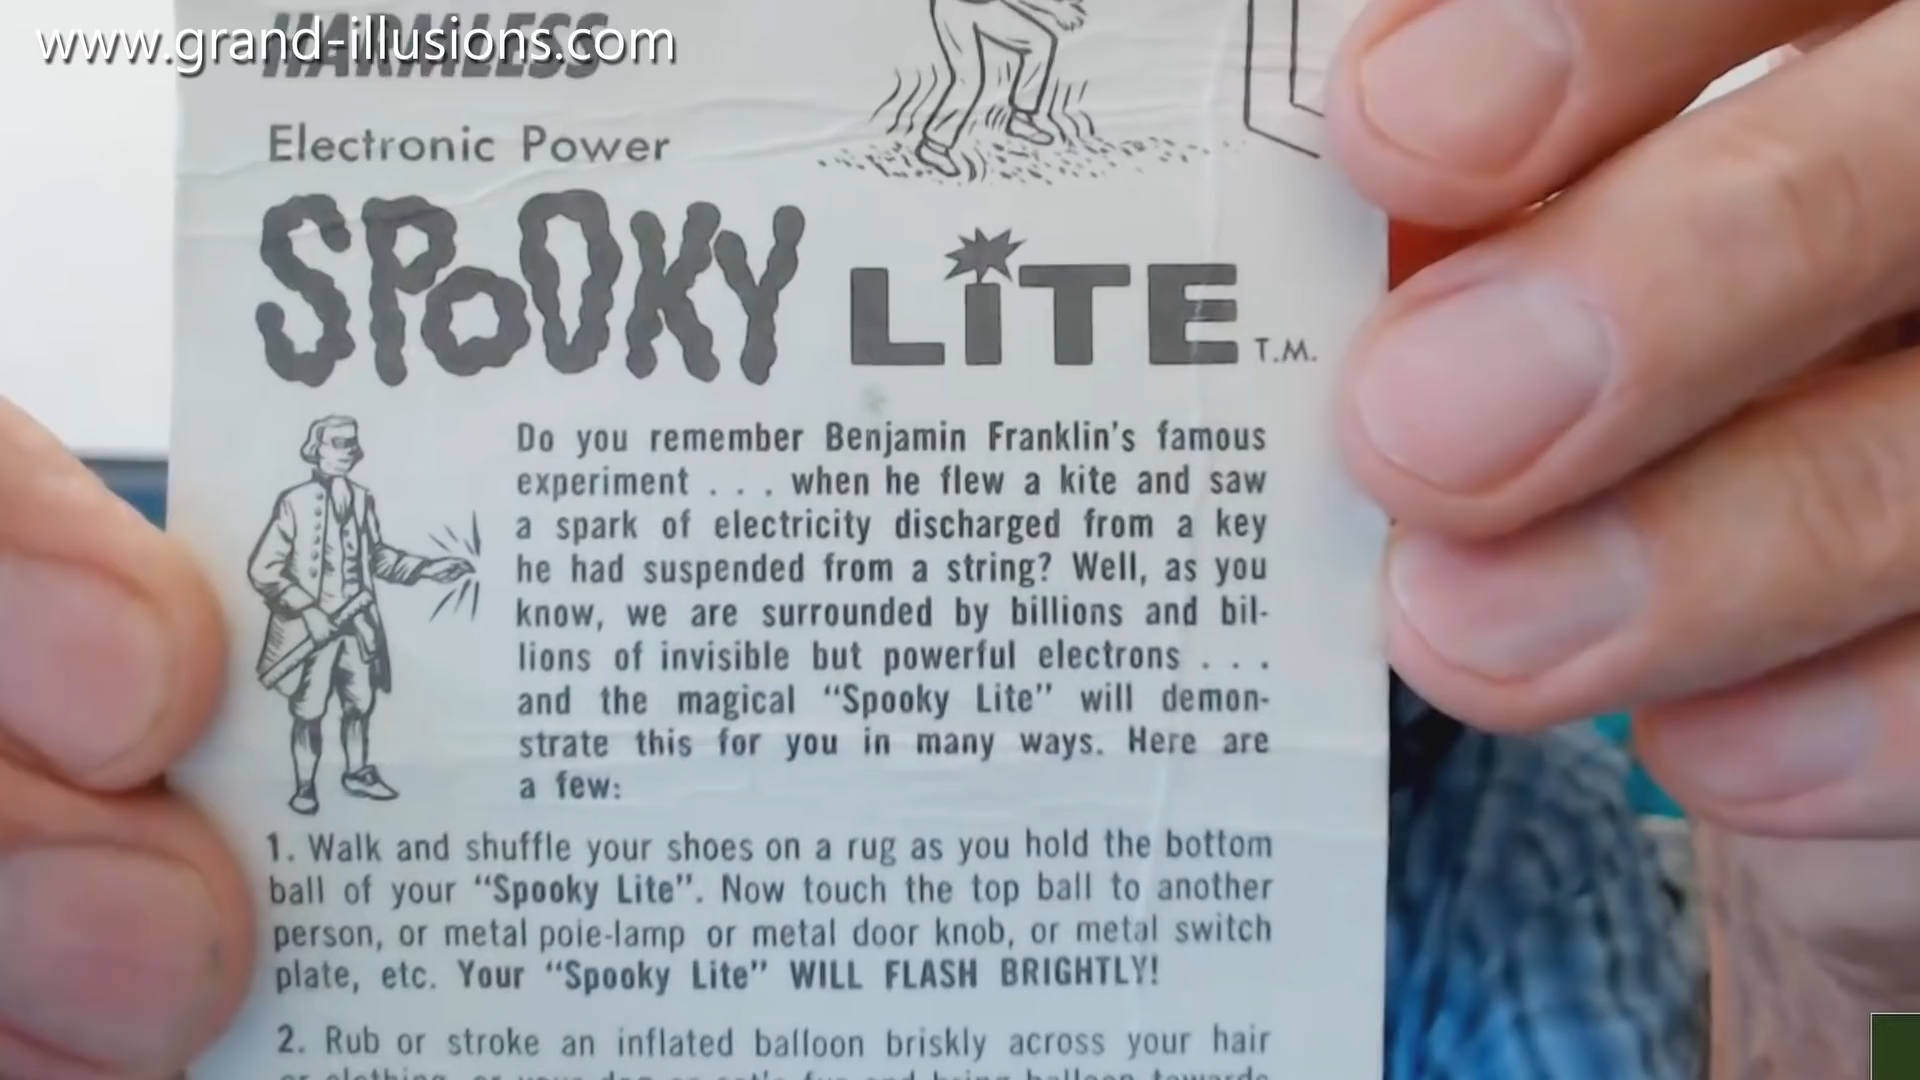 www.grand-illusions.com
HARMLESS
Electronic Power
SPOOKY LiTE T.M.
Do you remember Benjamin Franklin's famous
experiment . . . when he flew a kite and saw
a spark of electricity discharged from a key
he had suspended from a string? Well, as you
know, we are surrounded by billions and bil-
lions of invisible but powerful electrons . . .
and the magical “Spooky Lite” will demon-
strate this for you in many ways. Here are
a few:
1. Walk and shuffle your shoes on a rug as you hold the bottom
ball of your “Spooky Lite”. Now touch the top ball to another
person, or metal pole-lamp or metal door knob, or metal switch
plate, etc. Your “Spooky Lite” WILL FLASH BRIGHTLY!
2. Rub or stroke an inflated balloon briskly across your hair